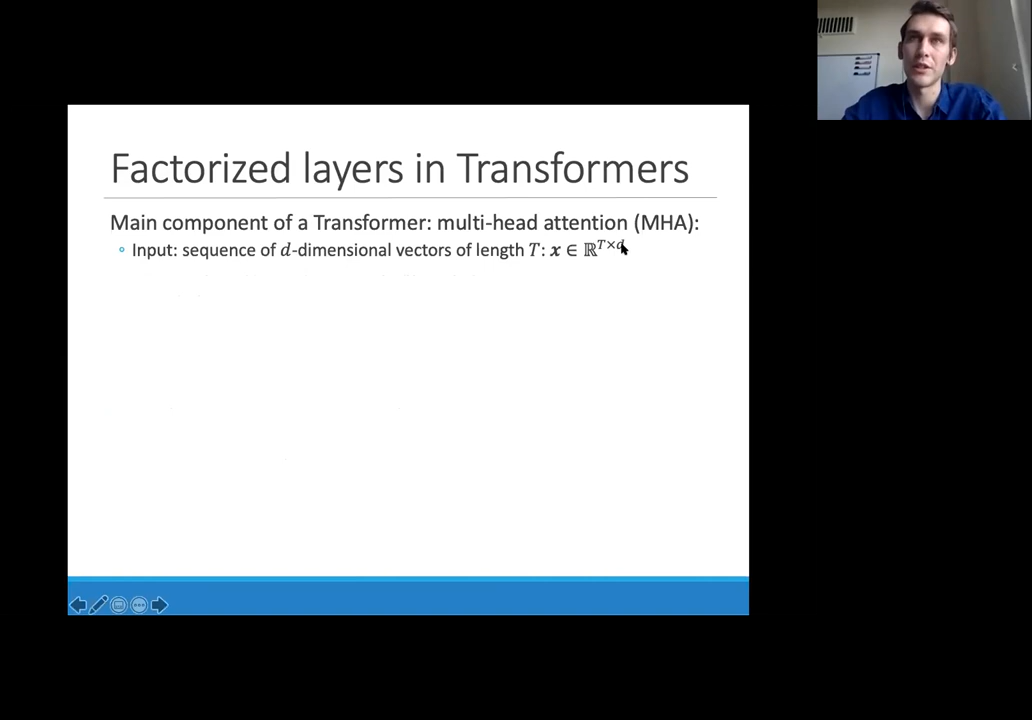 Factorized layers in Transformers
Main component of a Transformer: multi-head attention (MHA):
◦ Input: sequence of 𝑑-dimensional vectors of length 𝑇: 𝒙 ∈ ℝ^{𝑇×𝑑}